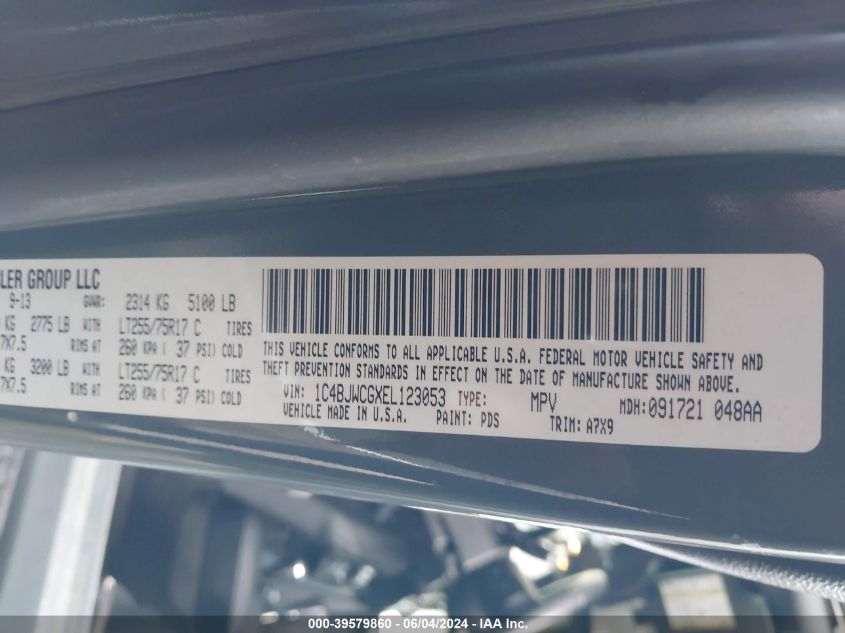 LER GROUP LLC
9-13 GVWR: 2314 KG 5100 LB
KG 2775 LB WITH LT255/75R17 C TIRES
7X7.5 RIMS AT 260 KPA ( 37 PSI) COLD
KG 3200 LB WITH LT255/75R17 C TIRES
7X7.5 RIMS AT 260 KPA ( 37 PSI) COLD
THIS VEHICLE CONFORMS TO ALL APPLICABLE U.S.A. FEDERAL MOTOR VEHICLE SAFETY AND
THEFT PREVENTION STANDARDS IN EFFECT ON THE DATE OF MANUFACTURE SHOWN ABOVE.
VIN: 1C4BJWCGXEL123053 TYPE: MPV MDH: 091721 048AA
VEHICLE MADE IN U.S.A. PAINT: PDS TRIM: A7X9
000-39579860 - 06/04/2024 - IAA Inc.